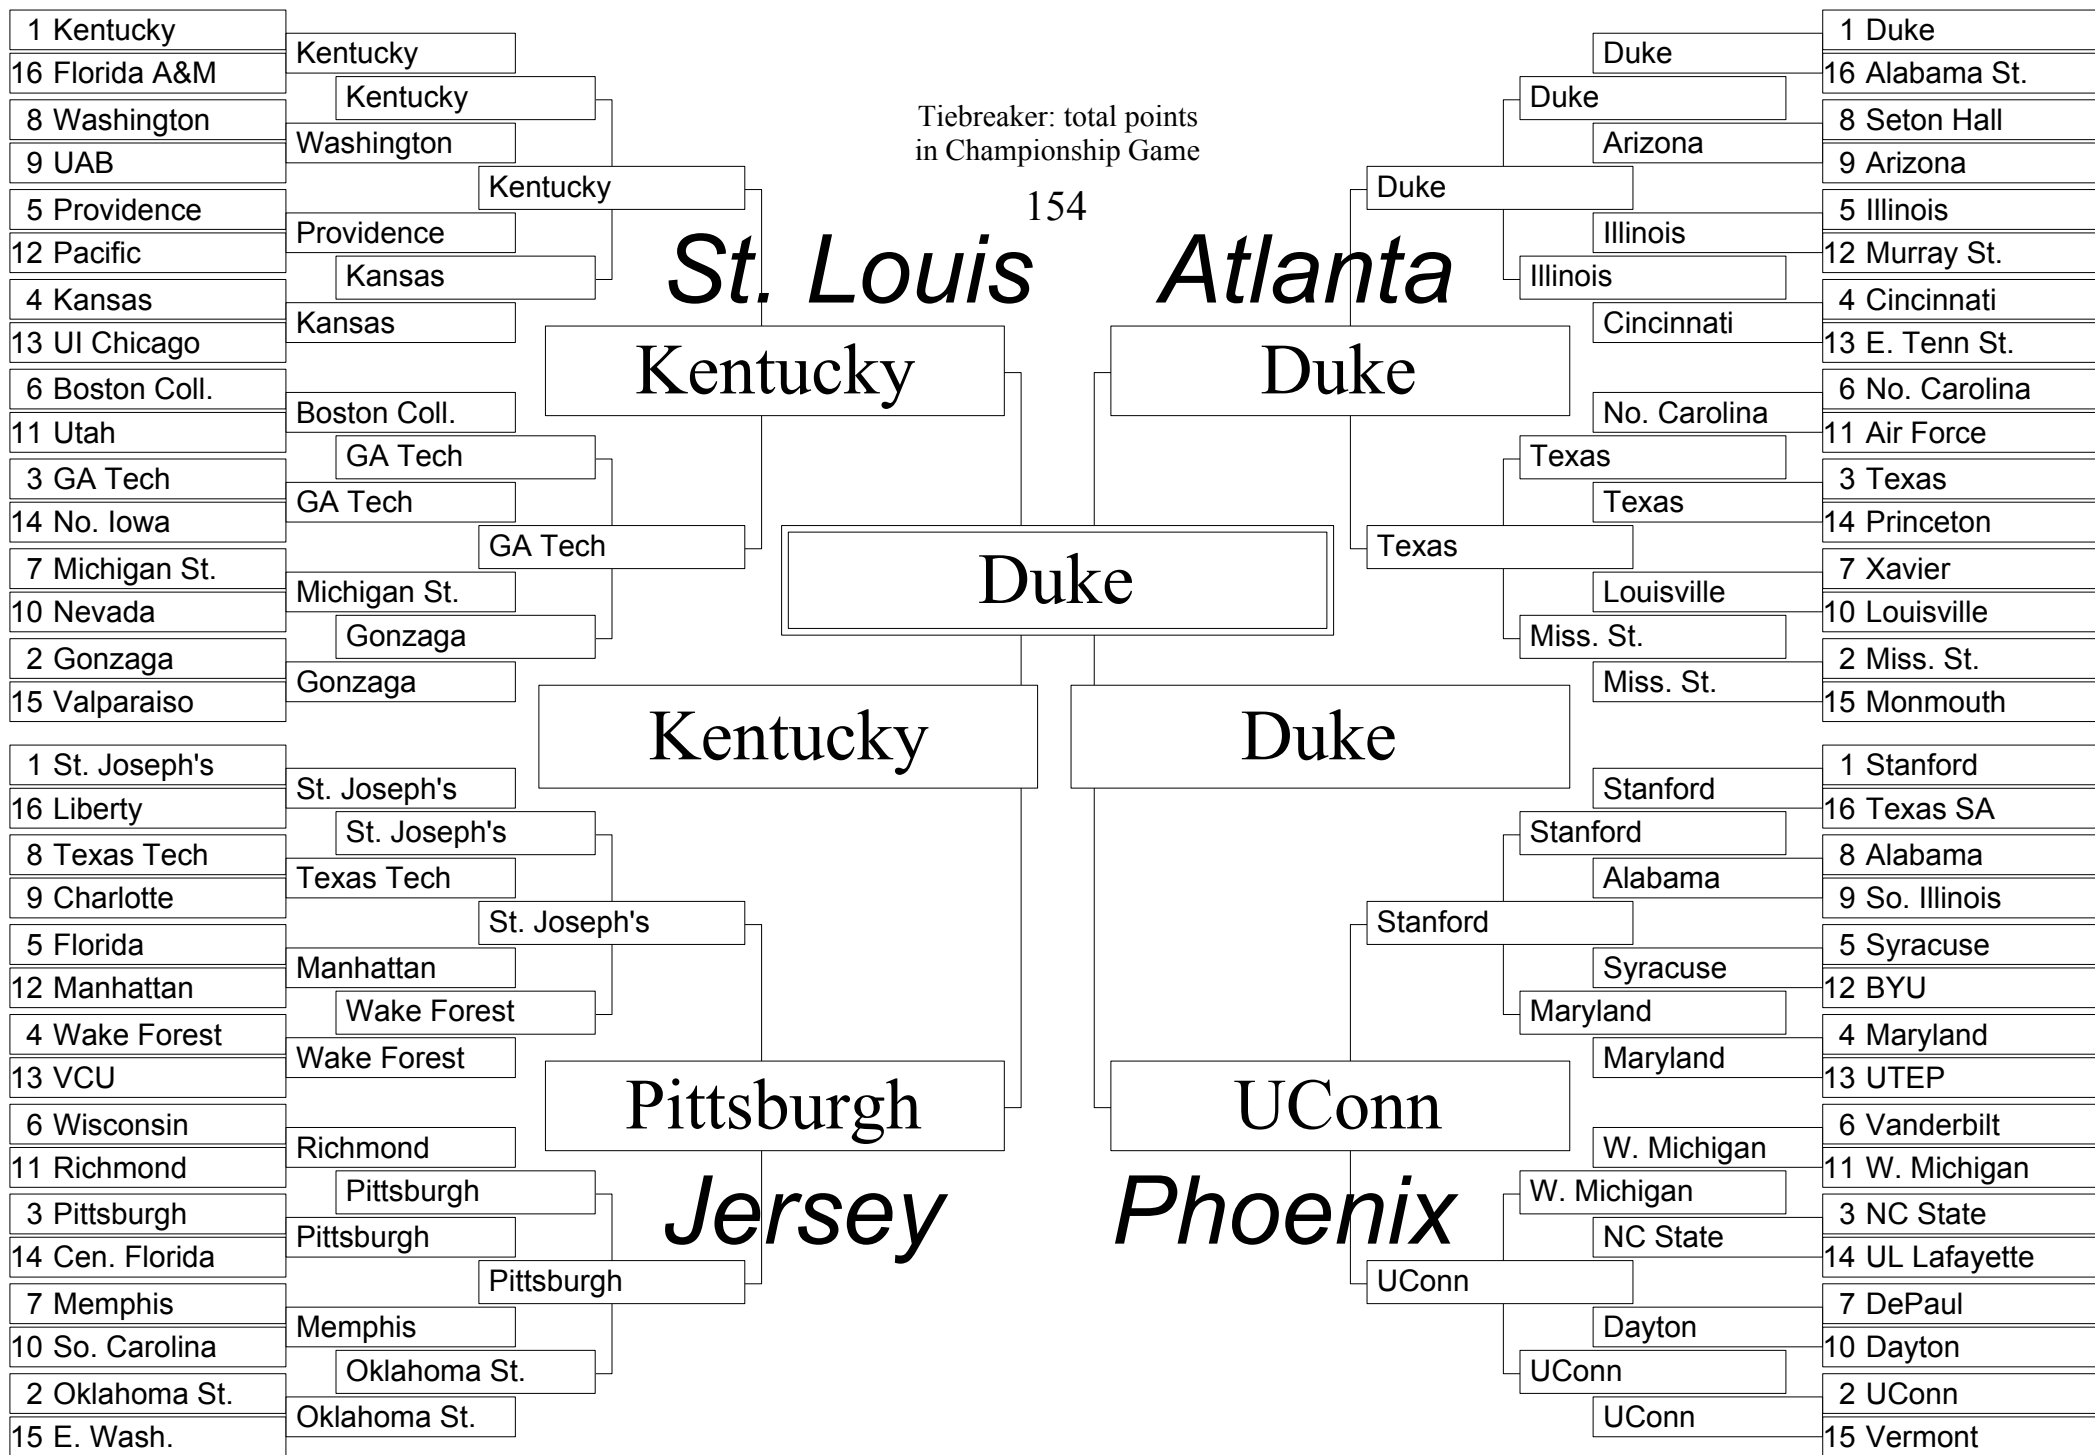 1 Kentucky
16 Florida A&M
8 Washington
9 UAB
5 Providence
12 Pacific
4 Kansas
13 UI Chicago
6 Boston Coll.
11 Utah
3 GA Tech
14 No. Iowa
7 Michigan St.
10 Nevada
2 Gonzaga
15 Valparaiso
Kentucky
Washington
Providence
Kansas
Boston Coll.
GA Tech
Michigan St.
Gonzaga
Kentucky
Kansas
GA Tech
Gonzaga
Kentucky
GA Tech
St. Louis
Kentucky
1 St. Joseph's
16 Liberty
8 Texas Tech
9 Charlotte
5 Florida
12 Manhattan
4 Wake Forest
13 VCU
6 Wisconsin
11 Richmond
3 Pittsburgh
14 Cen. Florida
7 Memphis
10 So. Carolina
2 Oklahoma St.
15 E. Wash.
St. Joseph's
Texas Tech
Manhattan
Wake Forest
Richmond
Pittsburgh
Memphis
Oklahoma St.
St. Joseph's
Wake Forest
Pittsburgh
Oklahoma St.
St. Joseph's
Pittsburgh
Pittsburgh
Jersey
Tiebreaker: total points
in Championship Game
154
Duke
Kentucky
Duke
1 Duke
16 Alabama St.
8 Seton Hall
9 Arizona
5 Illinois
12 Murray St.
4 Cincinnati
13 E. Tenn St.
6 No. Carolina
11 Air Force
3 Texas
14 Princeton
7 Xavier
10 Louisville
2 Miss. St.
15 Monmouth
Duke
Arizona
Illinois
Cincinnati
No. Carolina
Texas
Louisville
Miss. St.
Duke
Illinois
Texas
Miss. St.
Duke
Texas
Atlanta
Duke
1 Stanford
16 Texas SA
8 Alabama
9 So. Illinois
5 Syracuse
12 BYU
4 Maryland
13 UTEP
6 Vanderbilt
11 W. Michigan
3 NC State
14 UL Lafayette
7 DePaul
10 Dayton
2 UConn
15 Vermont
Stanford
Alabama
Syracuse
Maryland
W. Michigan
NC State
Dayton
UConn
Stanford
Maryland
W. Michigan
UConn
Stanford
UConn
UConn
Phoenix